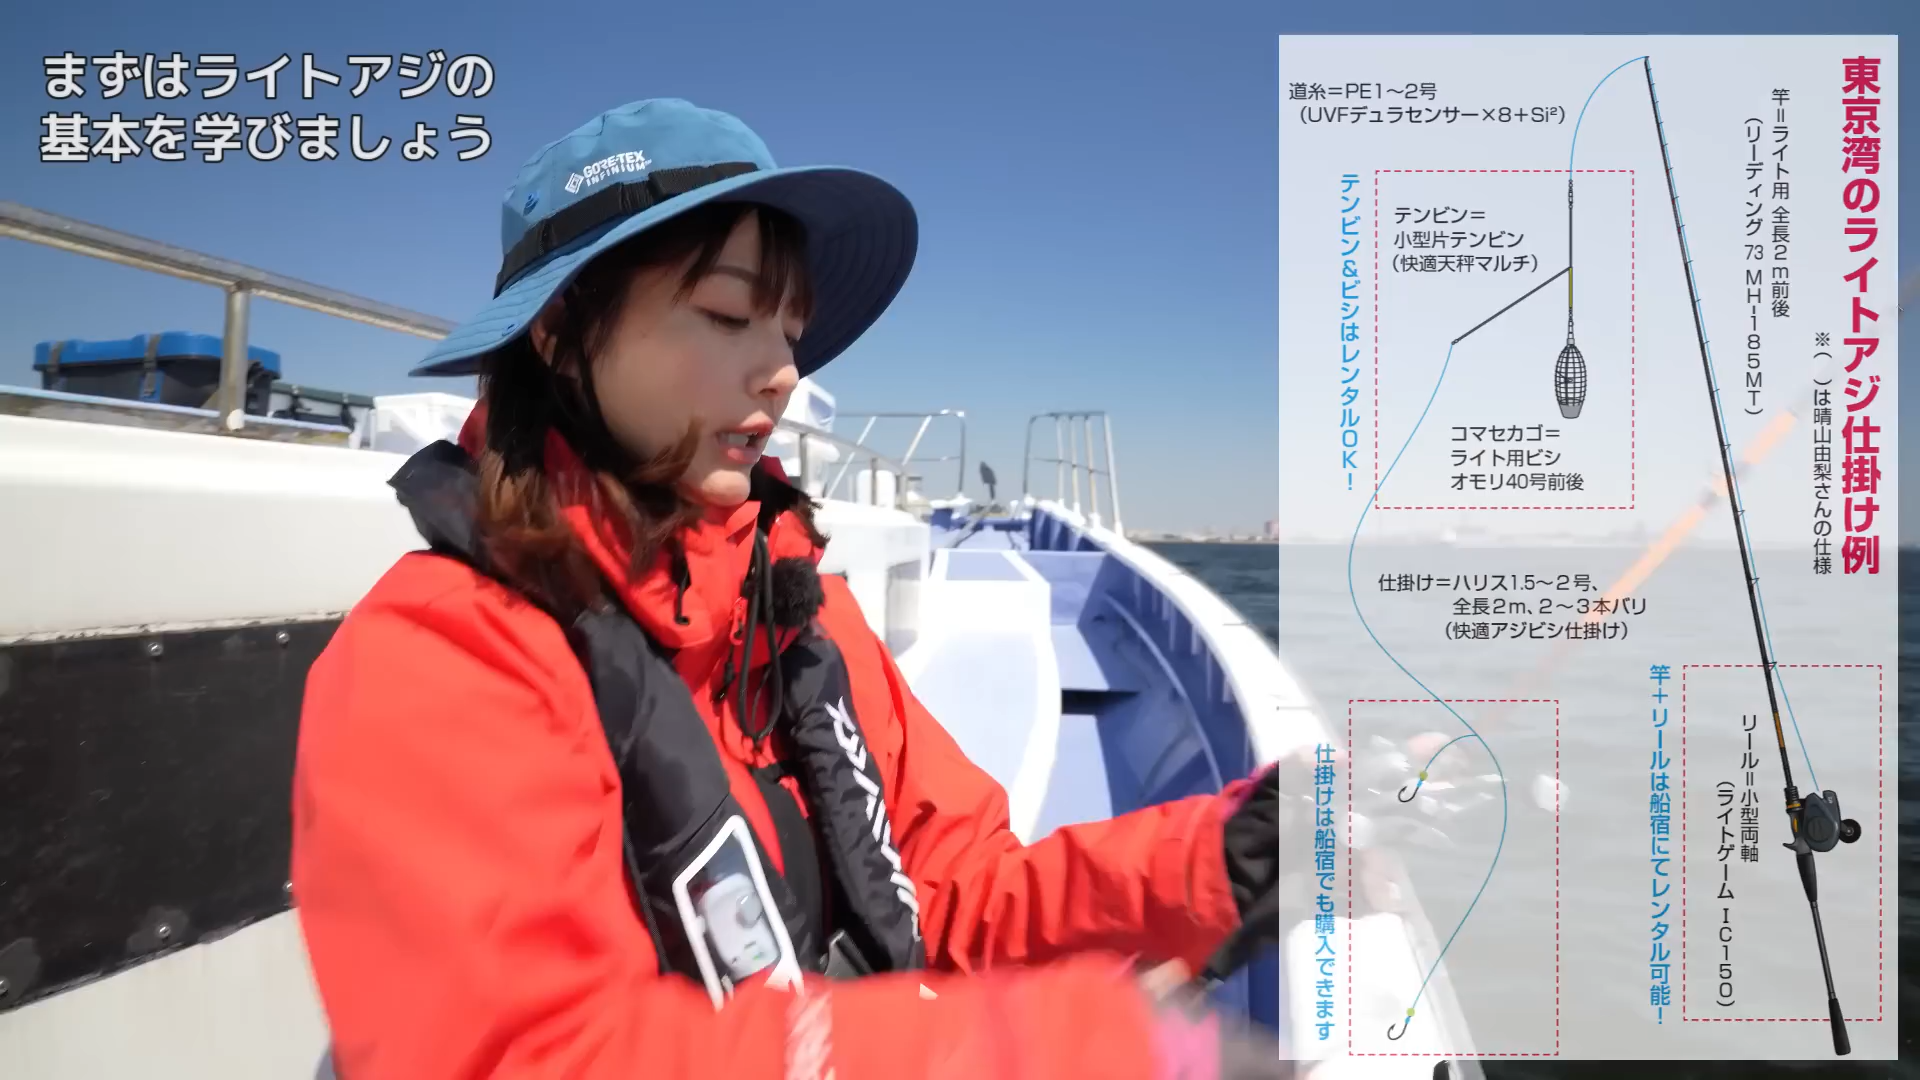 まずはライトアジの
基本を学びましょう
GORE-TEX
INFINIUM
DAIWA
東京湾のライトアジ仕掛け例
※( )は晴山由梨さんの仕様
竿=ライト用 全長2m前後
(リーディング 73 MH-185MT)
道糸=PE1〜2号
(UVFデュラセンサー×8+Si²)
テンビン&ビシはレンタルOK!
テンビン=
小型片テンビン
(快適天秤マルチ)
コマセカゴ=
ライト用ビシ
オモリ40号前後
仕掛け=ハリス1.5〜2号、
全長2m、2〜3本バリ
(快適アジビシ仕掛け)
竿+リールは船宿にてレンタル可能!
リール=小型両軸
(ライトゲーム IC150)
仕掛けは船宿でも購入できます